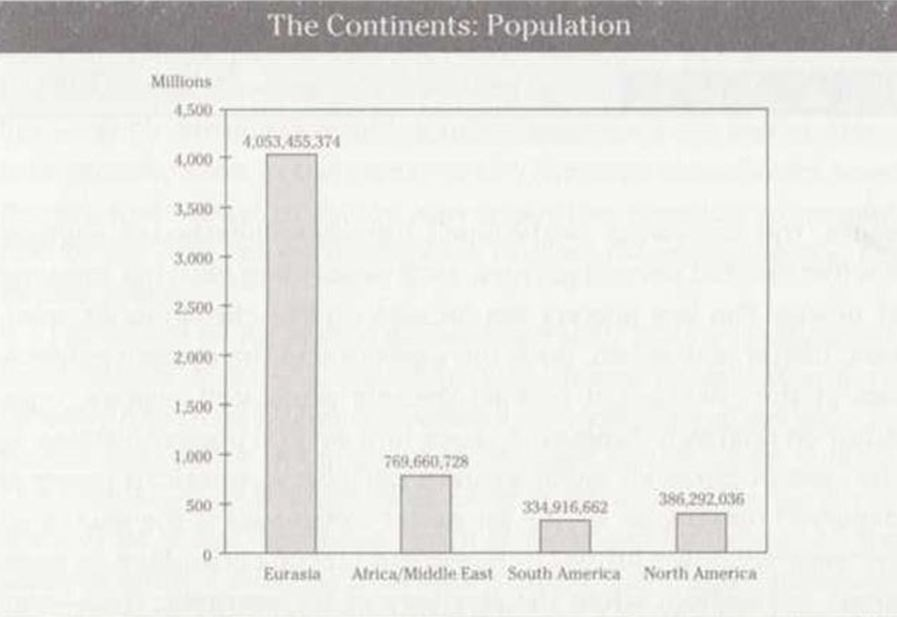 The Continents: Population
Millions
4,500
4,053,455,374
4,000
3,500
3,000
2,500
2,000
1,500
1,000
769,660,728
500
334,916,662
386,292,036
0
Eurasia
Africa/Middle East
South America
North America